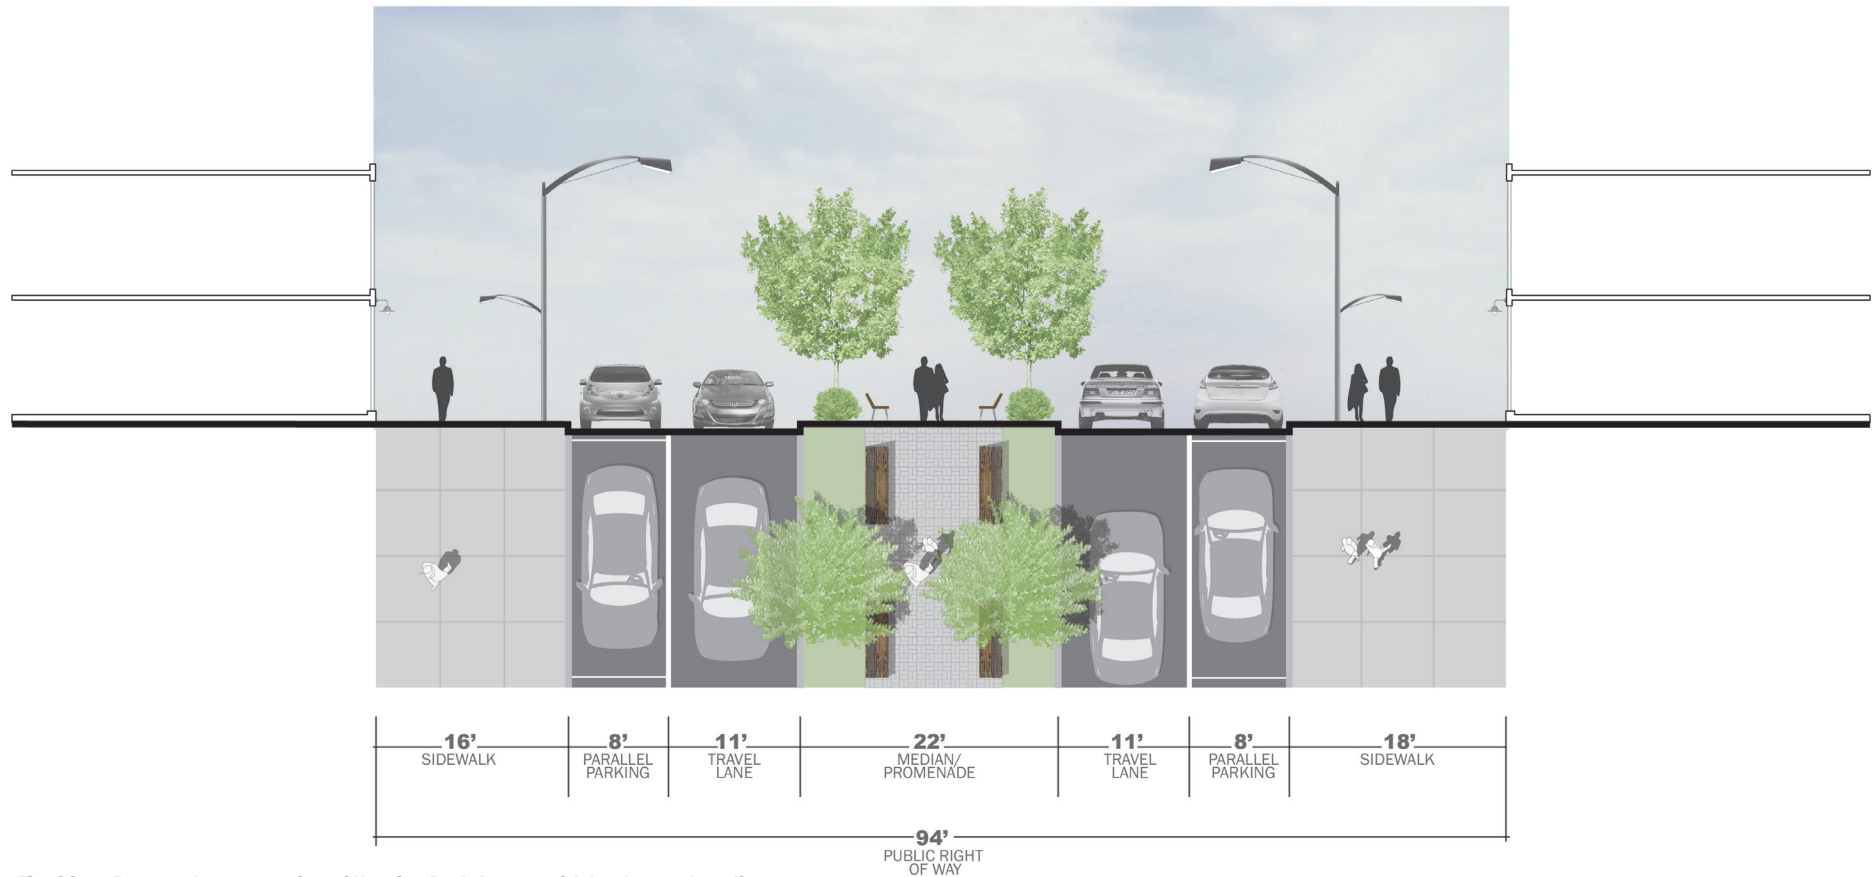 16’ 8’ 11’ 22’ 11’ 8’ 18’
SIDEWALK PARALLEL TRAVEL MEDIAN/ TRAVEL PARALLEL SIDEWALK
PARKING LANE PROMENADE LANE PARKING
94’
PUBLIC RIGHT
OF WAY